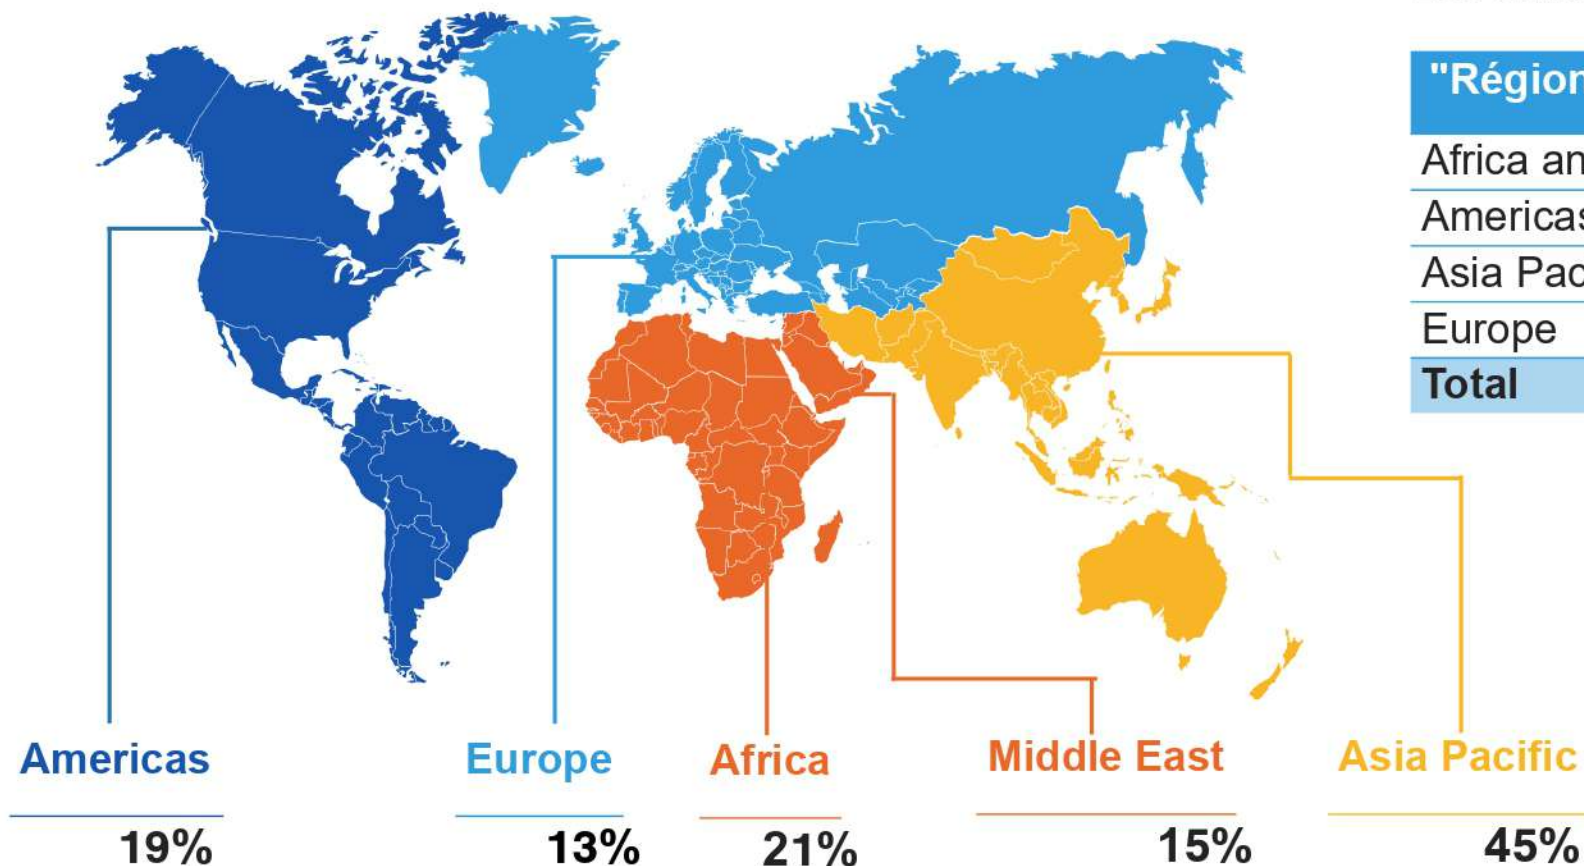 "Région
Africa an
Americas
Asia Pac
Europe
Total
Americas
Europe
Africa
Middle East
Asia Pacific
19%
13%
21%
15%
45%